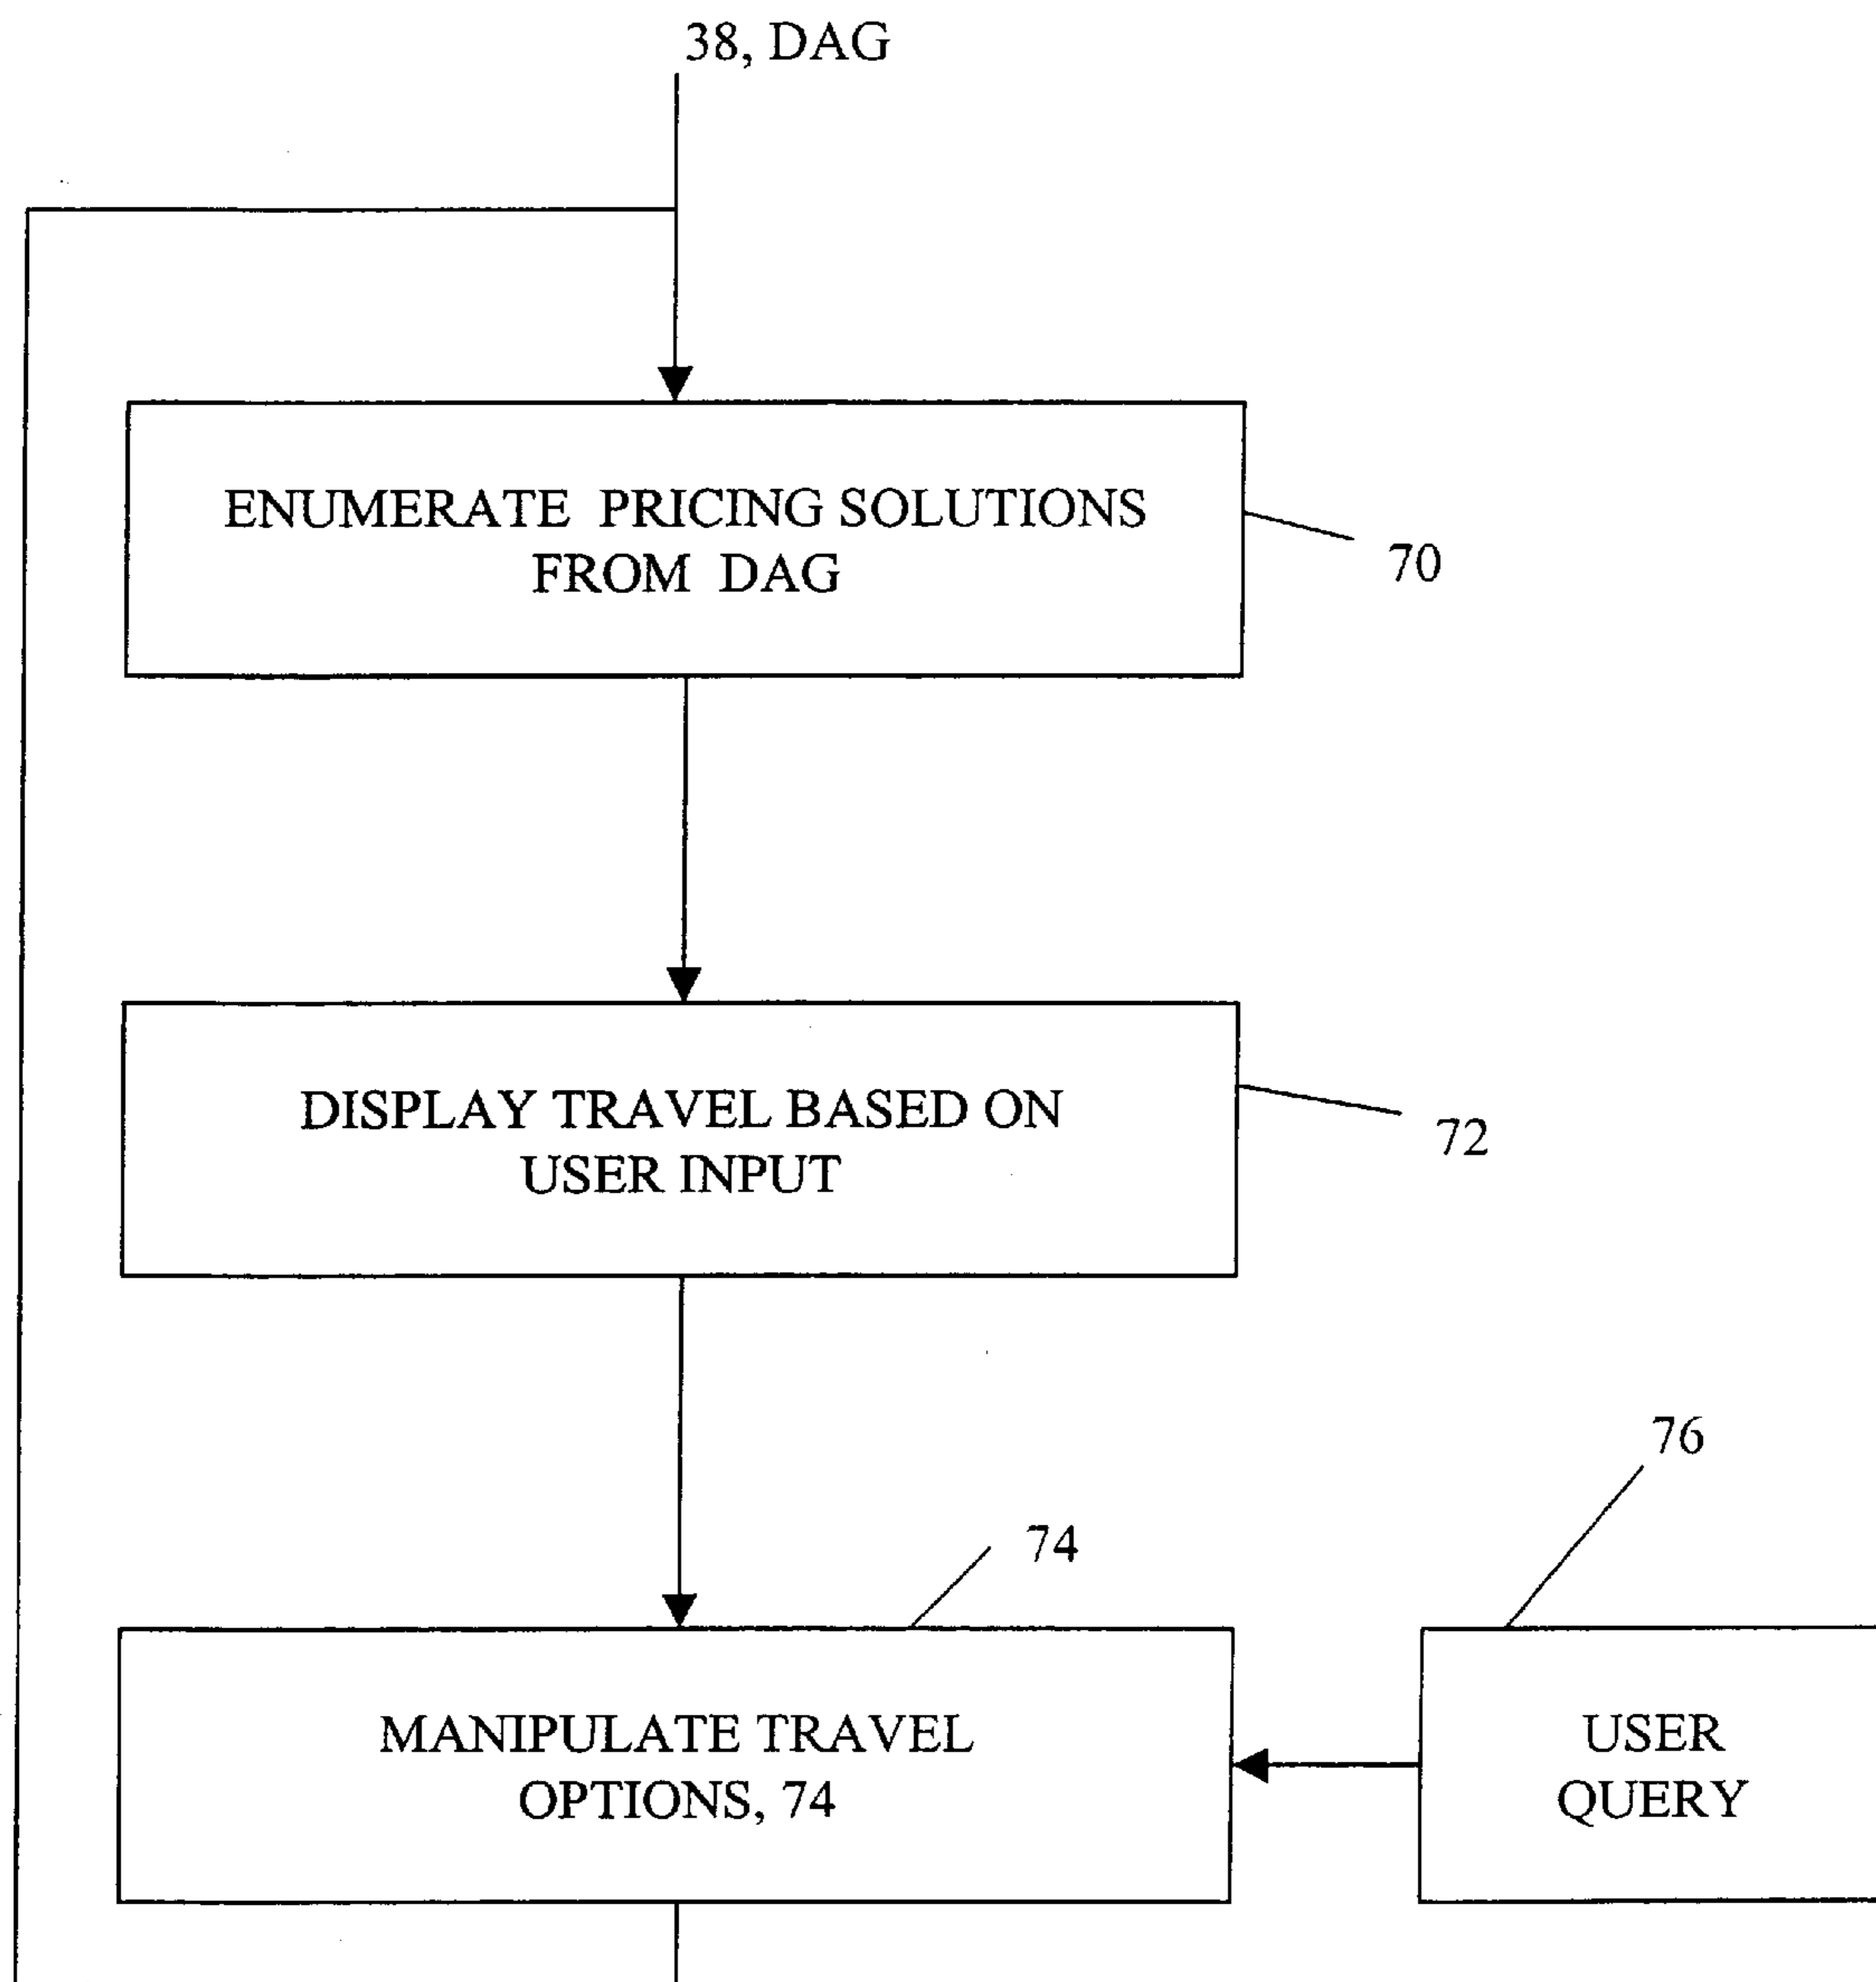 38, DAG
ENUMERATE PRICING SOLUTIONS
FROM DAG
70
DISPLAY TRAVEL BASED ON
USER INPUT
72
76
74
MANIPULATE TRAVEL
OPTIONS, 74
USER
QUERY